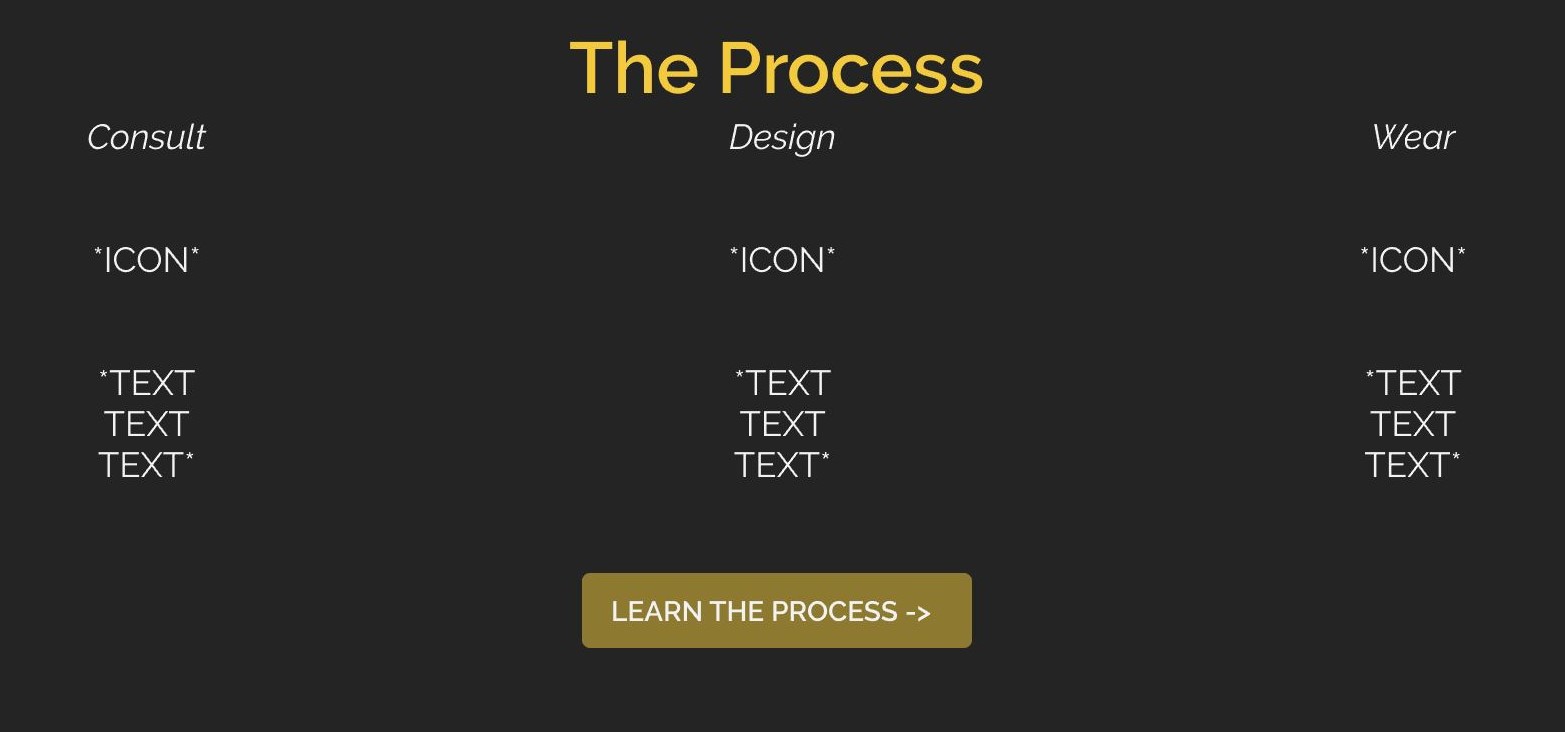 The Process
Consult
Design
Wear
*ICON*
*ICON*
*ICON*
*TEXT
TEXT
TEXT*
*TEXT
TEXT
TEXT*
*TEXT
TEXT
TEXT*
LEARN THE PROCESS ->